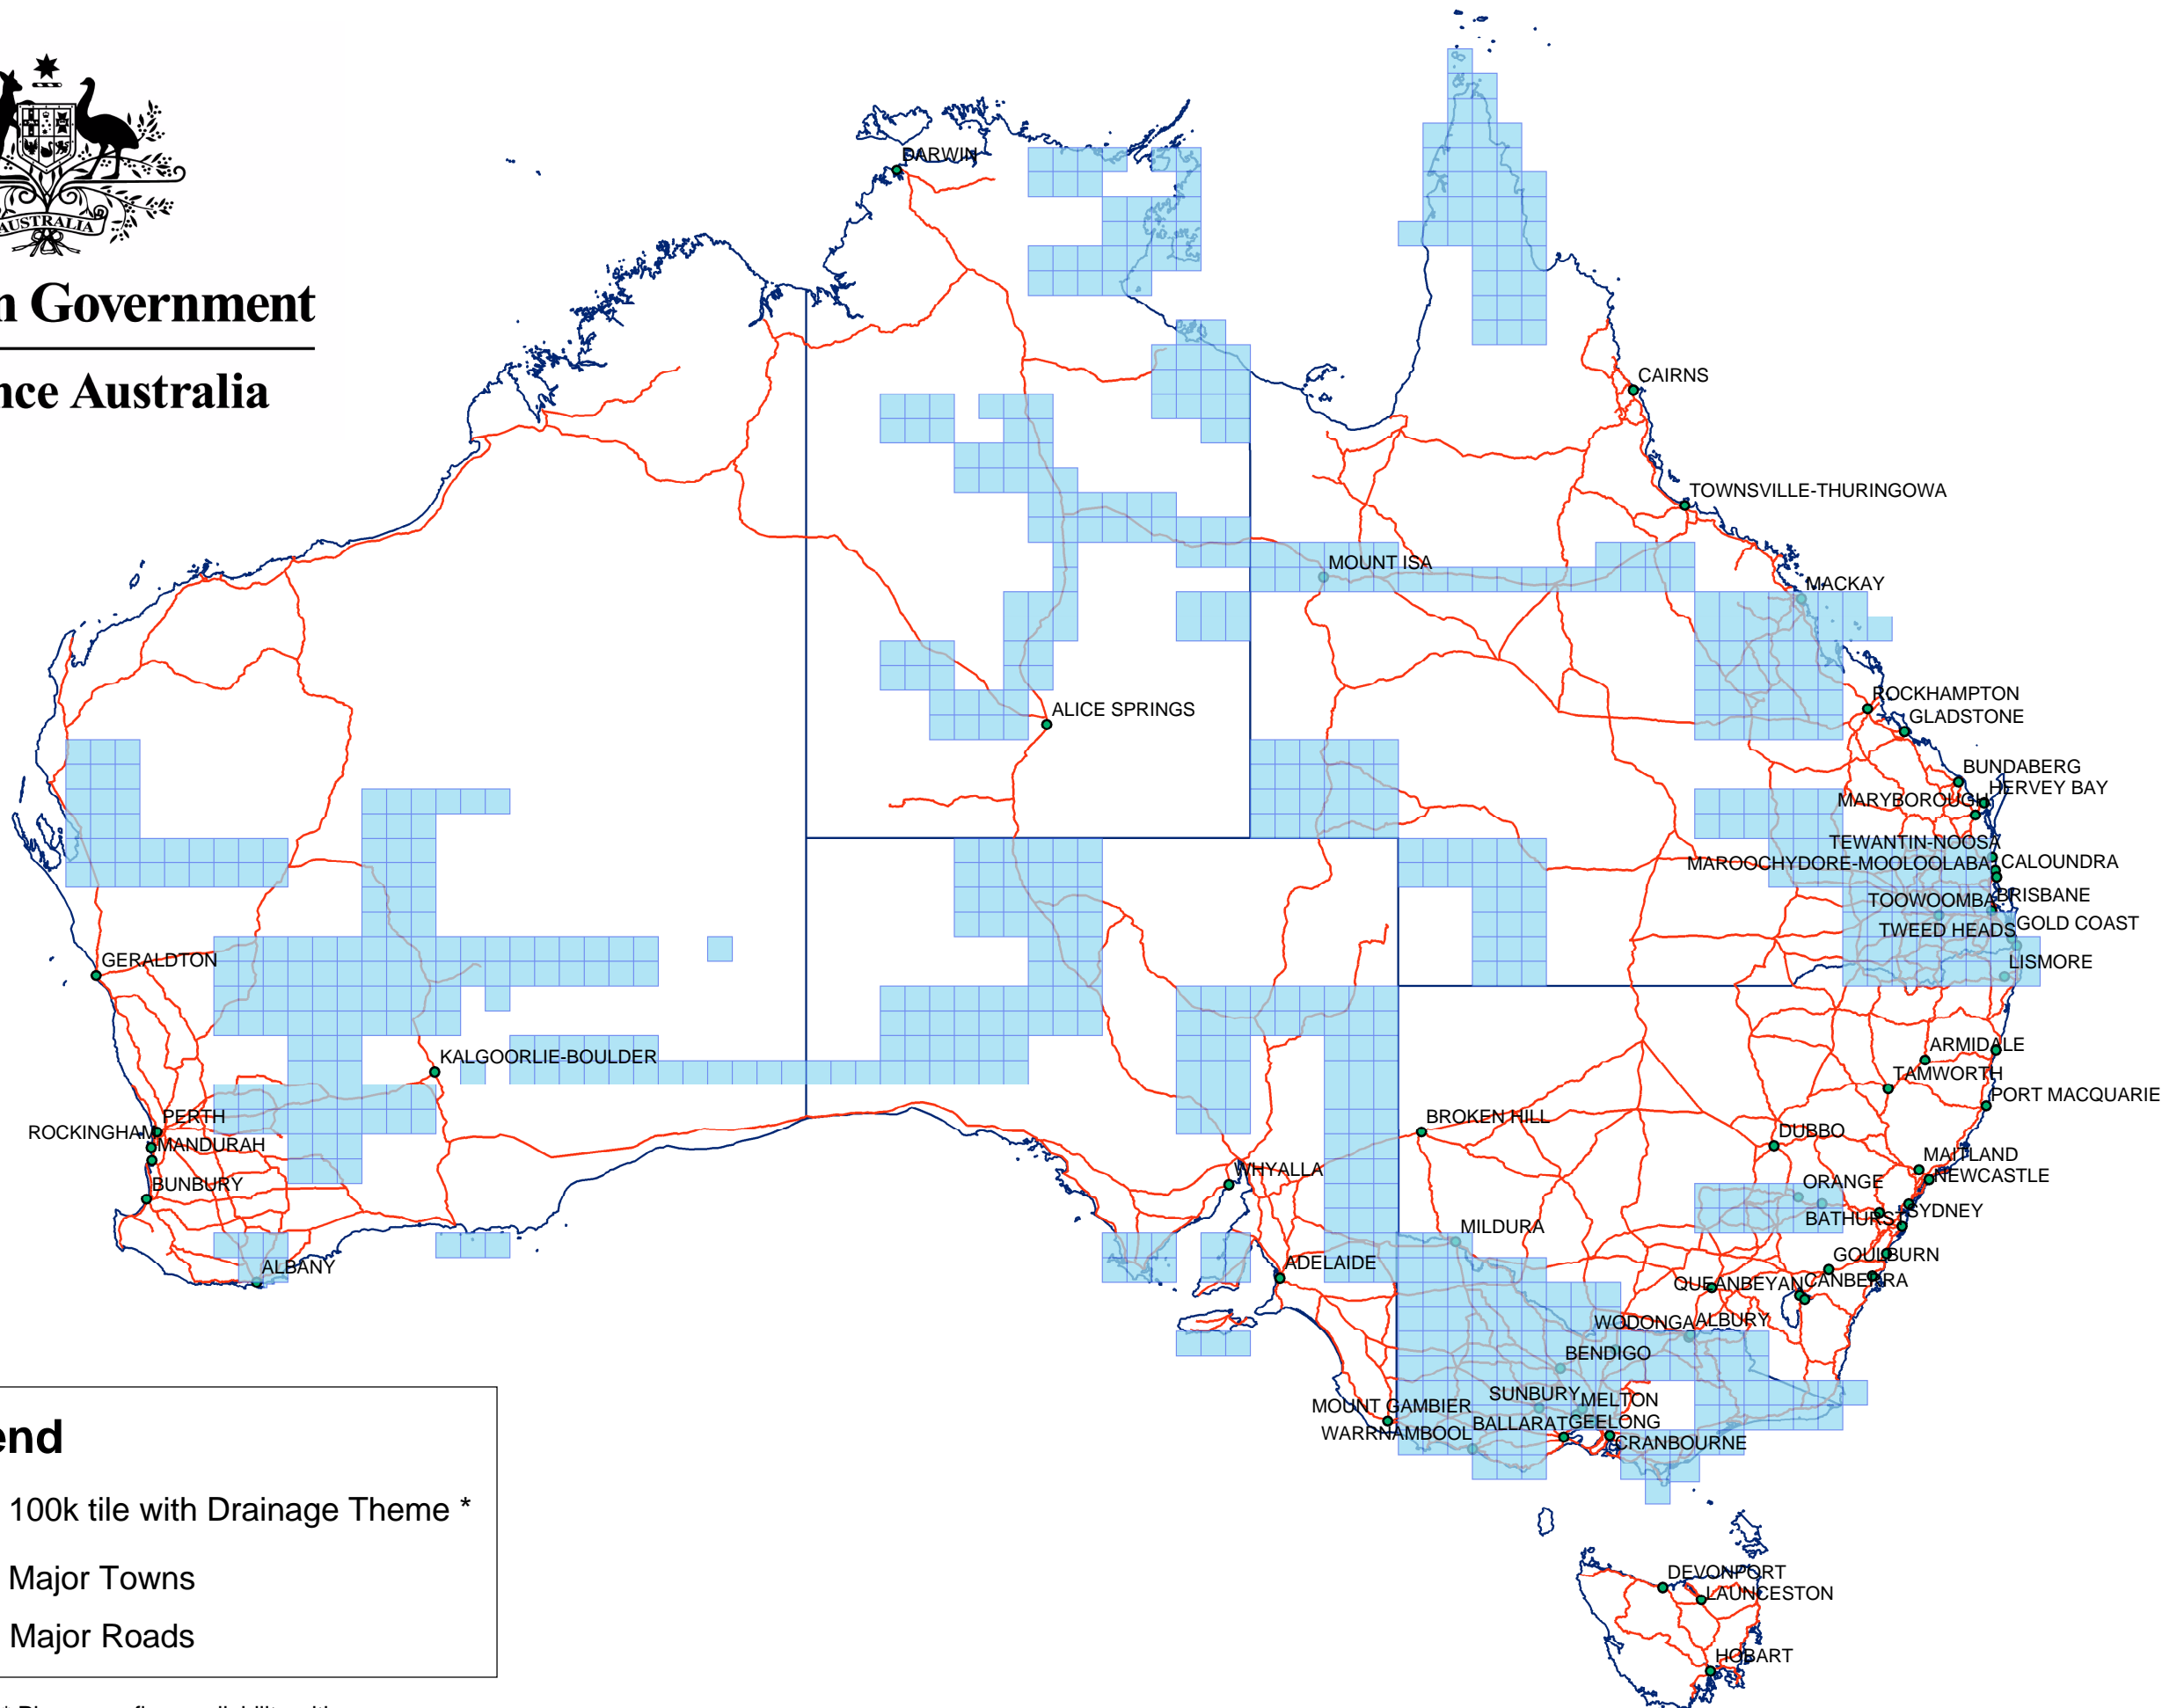 AUSTRALIA
n Government
nce Australia
DARWIN
CAIRNS
TOWNSVILLE-THURINGOWA
MOUNT ISA
MACKAY
ROCKHAMPTON
ALICE SPRINGS
GLADSTONE
BUNDABERG
HERVEY BAY
MARYBOROUGH
TEWANTIN-NOOSA
MAROOCHYDORE-MOOLOOLABA
CALOUNDRA
BRISBANE
TOOWOOMBA
GOLD COAST
TWEED HEADS
GERALDTON
LISMORE
ARMIDALE
KALGOORLIE-BOULDER
TAMWORTH
PORT MACQUARIE
PERTH
BROKEN HILL
ROCKINGHAM
DUBBO
MANDURAH
MAITLAND
WHYALLA
NEWCASTLE
BUNBURY
ORANGE
SYDNEY
BATHURST
MILDURA
GOULBURN
ADELAIDE
ALBANY
QUEANBEYAN
CANBERRA
WODONGA
ALBURY
BENDIGO
SUNBURY
MELTON
MOUNT GAMBIER
BALLARAT
GEELONG
WARRNAMBOOL
CRANBOURNE
end
100k tile with Drainage Theme *
Major Towns
Major Roads
DEVONPORT
LAUNCESTON
HOBART